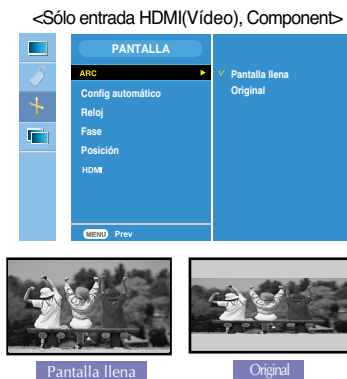 <Sólo entrada HDMI(Vídeo), Component>
PANTALLA
ARC
Config automático
Reloj
Fase
Posición
HDMI
MENU Prev
Pantalla llena
Original
Pantalla llena
Original